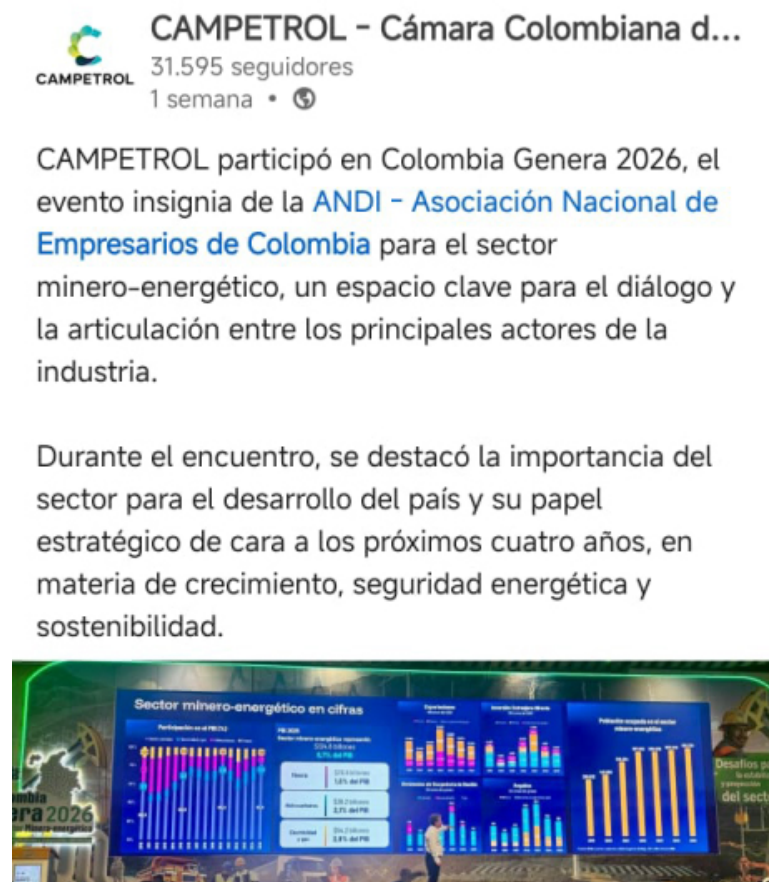 CAMPETROL - Cámara Colombiana d...
CAMPETROL
31.595 seguidores
1 semana •
CAMPETROL participó en Colombia Genera 2026, el
evento insignia de la ANDI - Asociación Nacional de
Empresarios de Colombia para el sector
minero-energético, un espacio clave para el diálogo y
la articulación entre los principales actores de la
industria.
Durante el encuentro, se destacó la importancia del
sector para el desarrollo del país y su papel
estratégico de cara a los próximos cuatro años, en
materia de crecimiento, seguridad energética y
sostenibilidad.
Sector minero-energético en cifras
Participación en el PIB (%)
Exportaciones
Población ocupada en el sector
minero-energético
Desafíos
del sect
mbia
era 2026